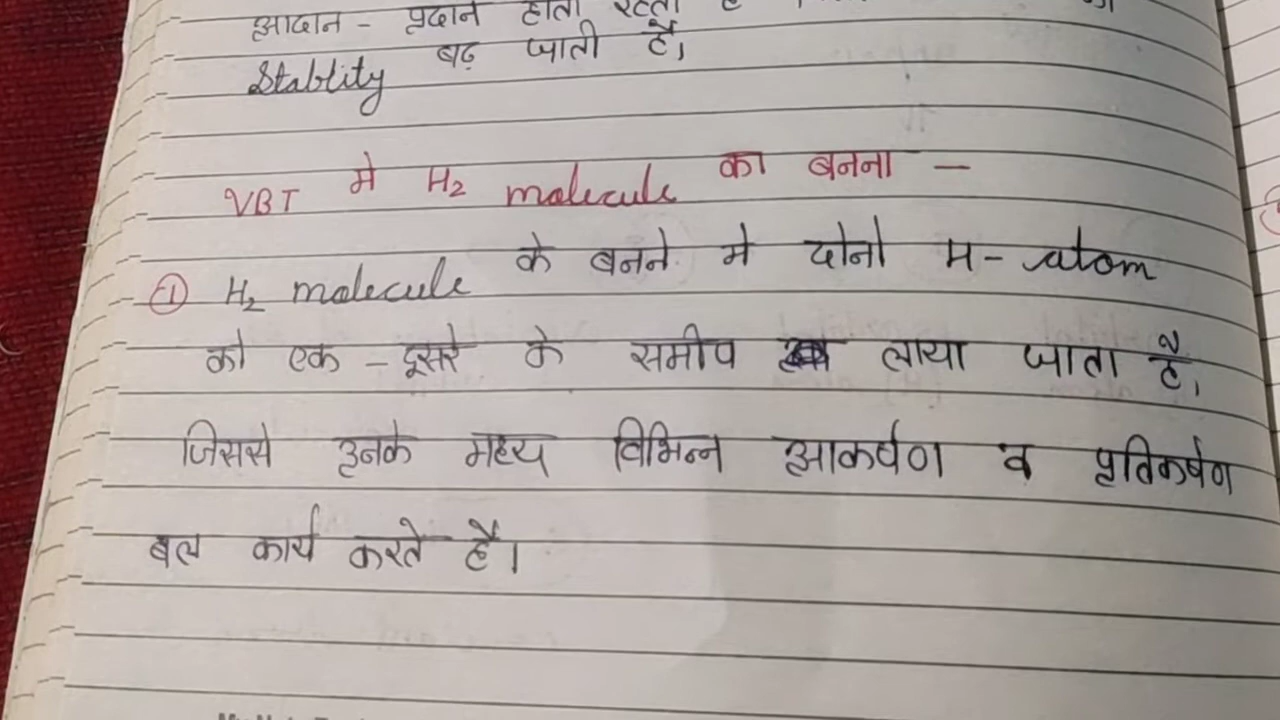 आदान - प्रदान होता रहता है
Stablity बढ़ जाती है,
VBT मे H2 molecule का बनना -
① H2 molecule के बनने मे दोनो H- atom
को एक - दूसरे के समीप लाया जाता है,
जिससे इनके मध्य विभिन्न आकर्षण व प्रतिकर्षण
बल कार्य करते है।